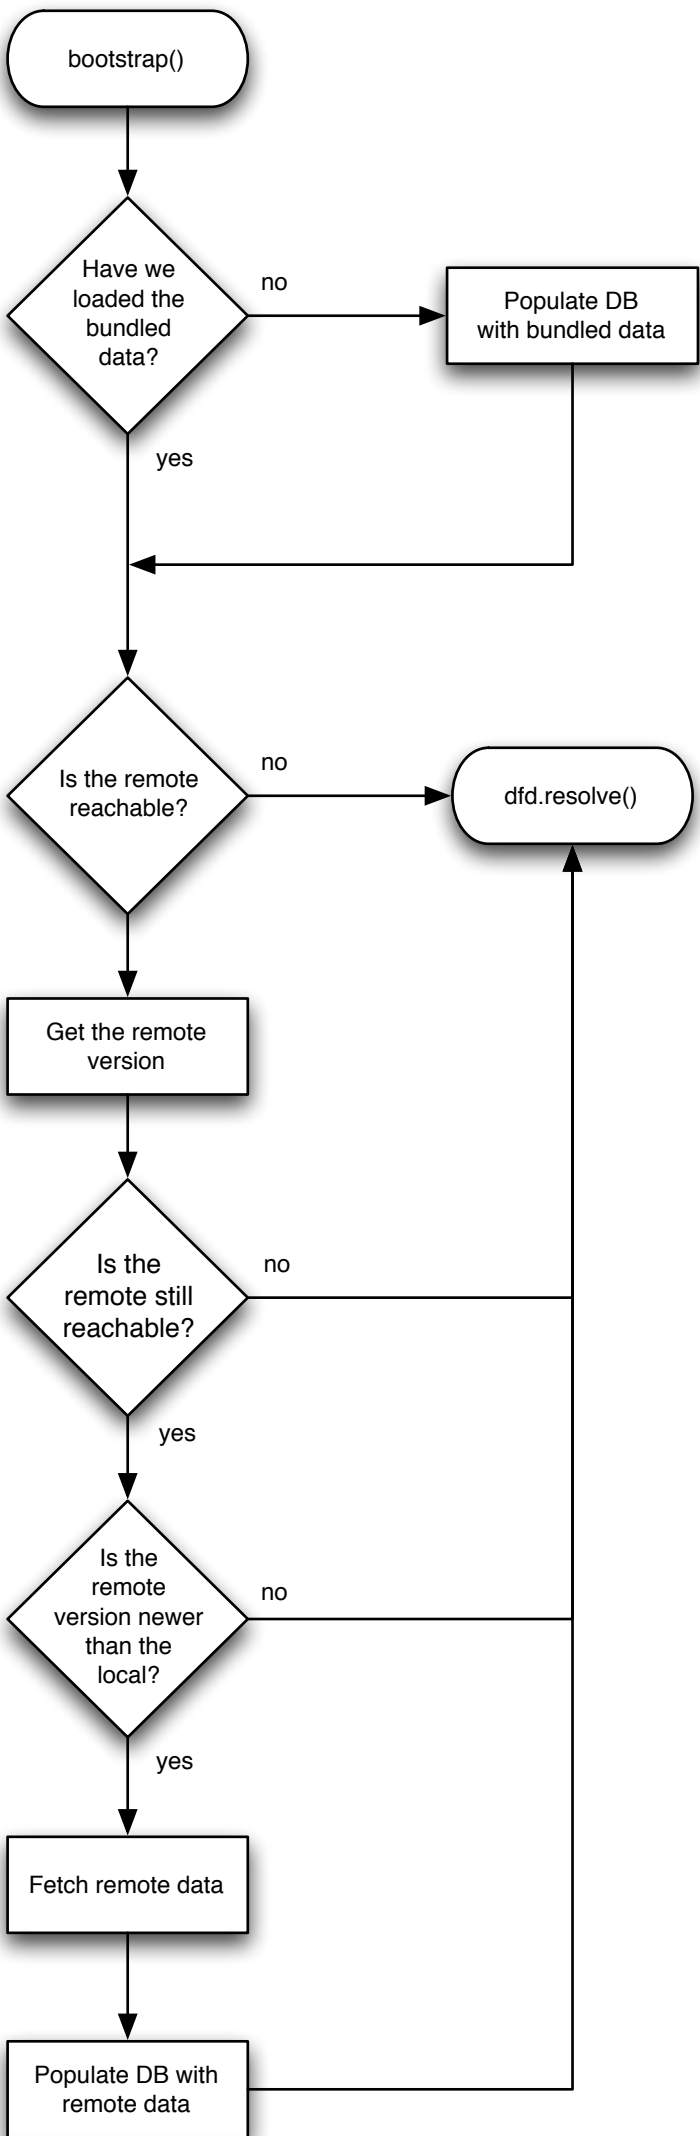 bootstrap()
Have we
loaded the
bundled
data?
no
Populate DB
with bundled data
yes
Is the remote
reachable?
no
dfd.resolve()
Get the remote
version
Is the
remote still
reachable?
no
yes
Is the
remote
version newer
than the
local?
no
yes
Fetch remote data
Populate DB with
remote data